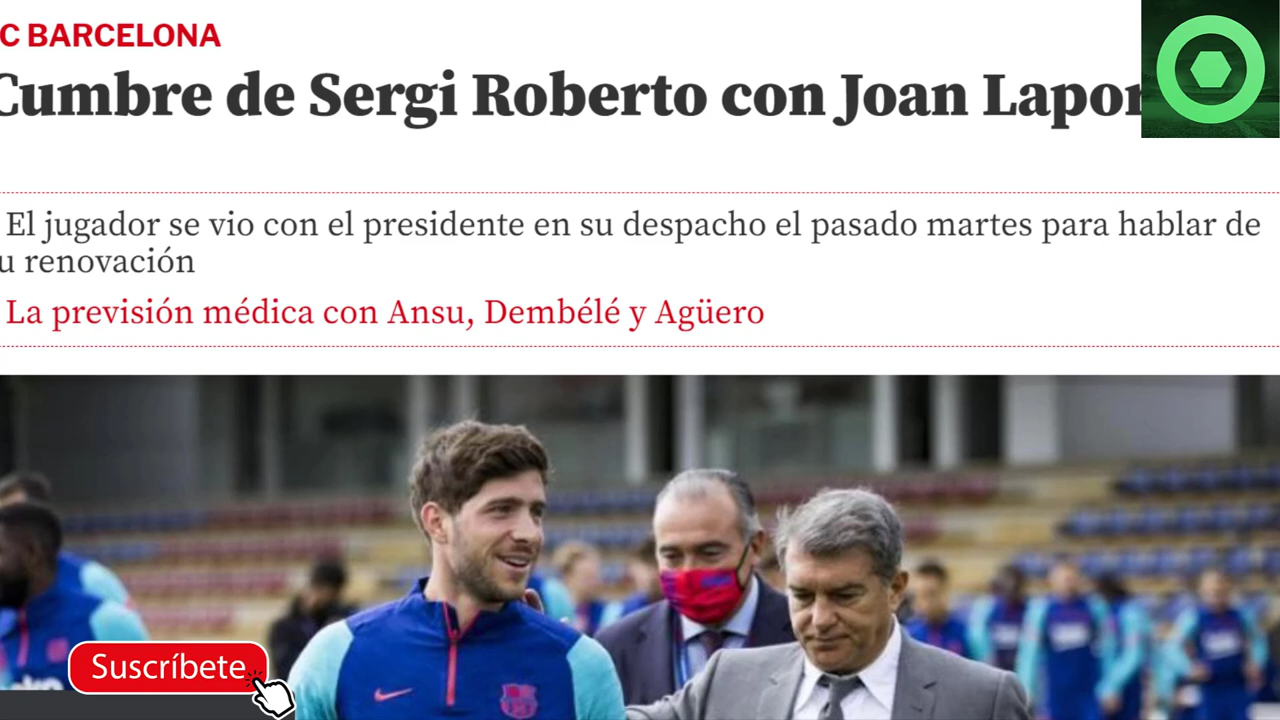 C BARCELONA
Cumbre de Sergi Roberto con Joan Lapor
El jugador se vio con el presidente en su despacho el pasado martes para hablar de
u renovación
La previsión médica con Ansu, Dembélé y Agüero
Suscríbete